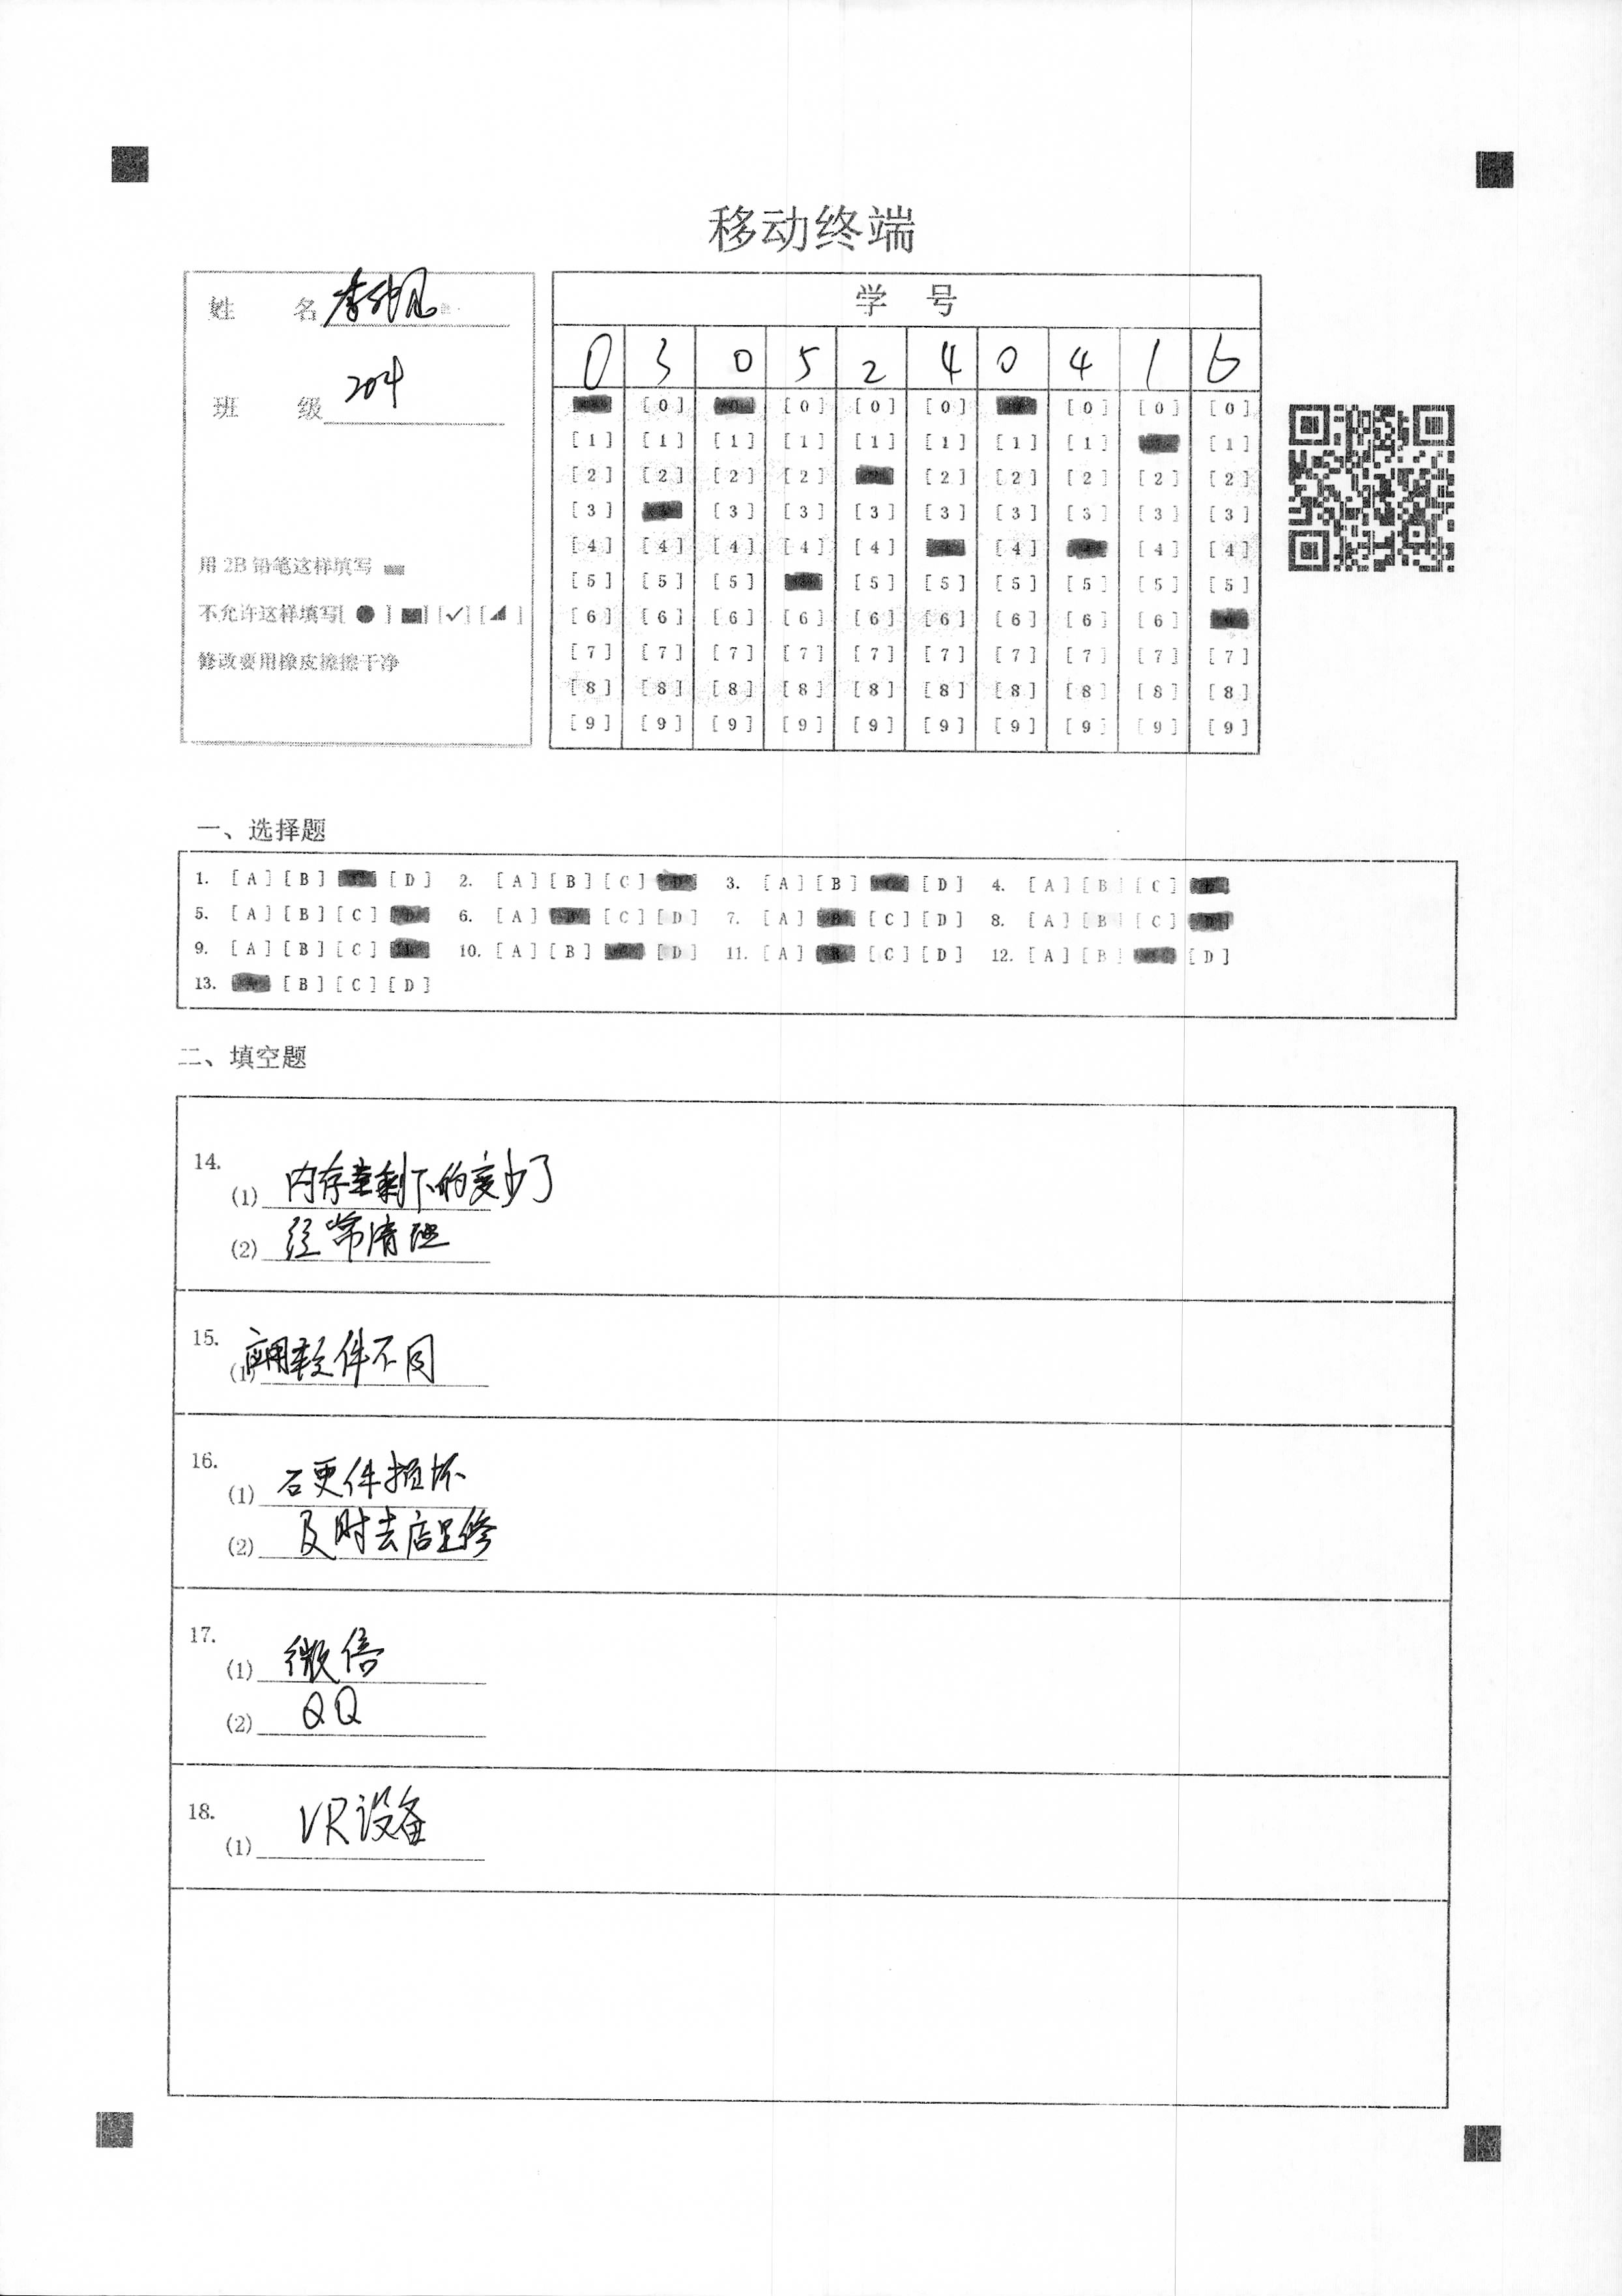 移动终端
姓 名 李
班 级 204
用 2B 铅笔这样填写
不允许这样填写[ ● ] [■] [✓] [◢ ]
修改要用橡皮擦擦干净
学 号
0 3 0 5 2 4 0 4 1 6
[0] [0] [0] [0] [0] [0] [0]
[1] [1] [1] [1] [1] [1] [1] [1] [1]
[2] [2] [2] [2] [2] [2] [2] [2] [2]
[3] [3] [3] [3] [3] [3] [3] [3] [3]
[4] [4] [4] [4] [4] [4] [4] [4]
[5] [5] [5] [5] [5] [5] [5] [5] [5]
[6] [6] [6] [6] [6] [6] [6] [6] [6]
[7] [7] [7] [7] [7] [7] [7] [7] [7] [7]
[8] [8] [8] [8] [8] [8] [8] [8] [8] [8]
[9] [9] [9] [9] [9] [9] [9] [9] [9] [9]
一、选择题
1. [A] [B] [D] 2. [A] [B] [C] [D] 3. [A] [B] [C] [D] 4. [A] [B] [C]
5. [A] [B] [C] 6. [A] [B] [C] [D] 7. [A] [B] [C] [D] 8. [A] [B] [C] [D]
9. [A] [B] [C] 10. [A] [B] [D] 11. [A] [B] [C] [D] 12. [A] [B] [D]
13. [B] [C] [D]
二、填空题
14.
(1) 内存量剩下的变少了
(2) 经常清理
15.
(1) 应用软件不同
16.
(1) 硬件损坏
(2) 及时去店里修
17.
(1) 微信
(2) QQ
18.
(1) VR设备